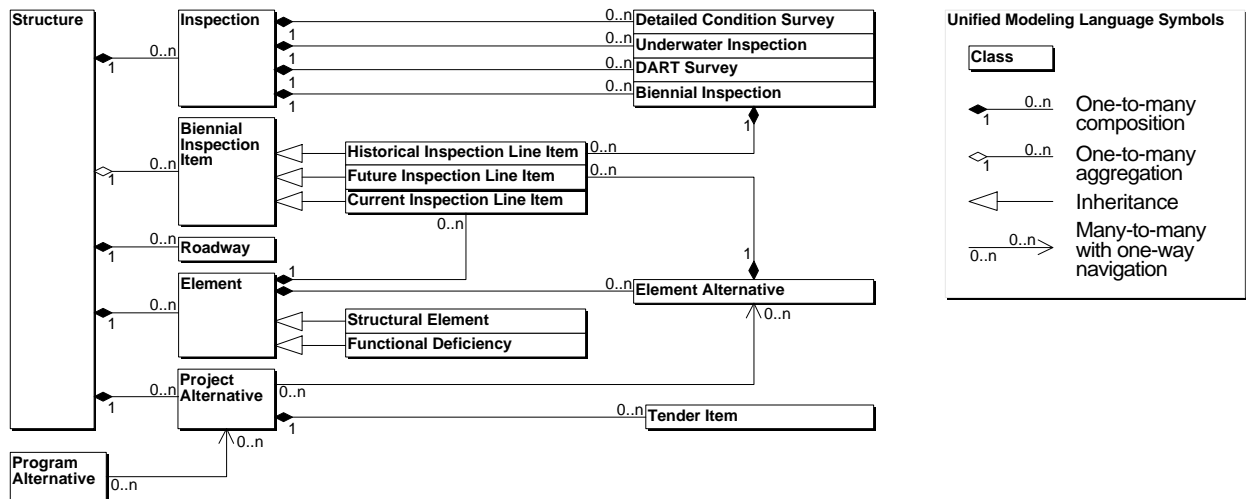 Structure
Inspection
Detailed Condition Survey
Underwater Inspection
DART Survey
Biennial Inspection
0..n
1
0..n
1
0..n
1
0..n
1
0..n
1
Biennial
Inspection
Item
0..n
1
Historical Inspection Line Item
Future Inspection Line Item
Current Inspection Line Item
0..n
1
0..n
1
0..n
Roadway
0..n
1
Element
0..n
1
1
0..n
Element Alternative
0..n
Structural Element
Functional Deficiency
Project
Alternative
0..n
1
0..n
1
0..n
Tender Item
0..n
Program
Alternative
0..n
Unified Modeling Language Symbols
Class
0..n
1
One-to-many
composition
0..n
1
One-to-many
aggregation
Inheritance
0..n
0..n
Many-to-many
with one-way
navigation